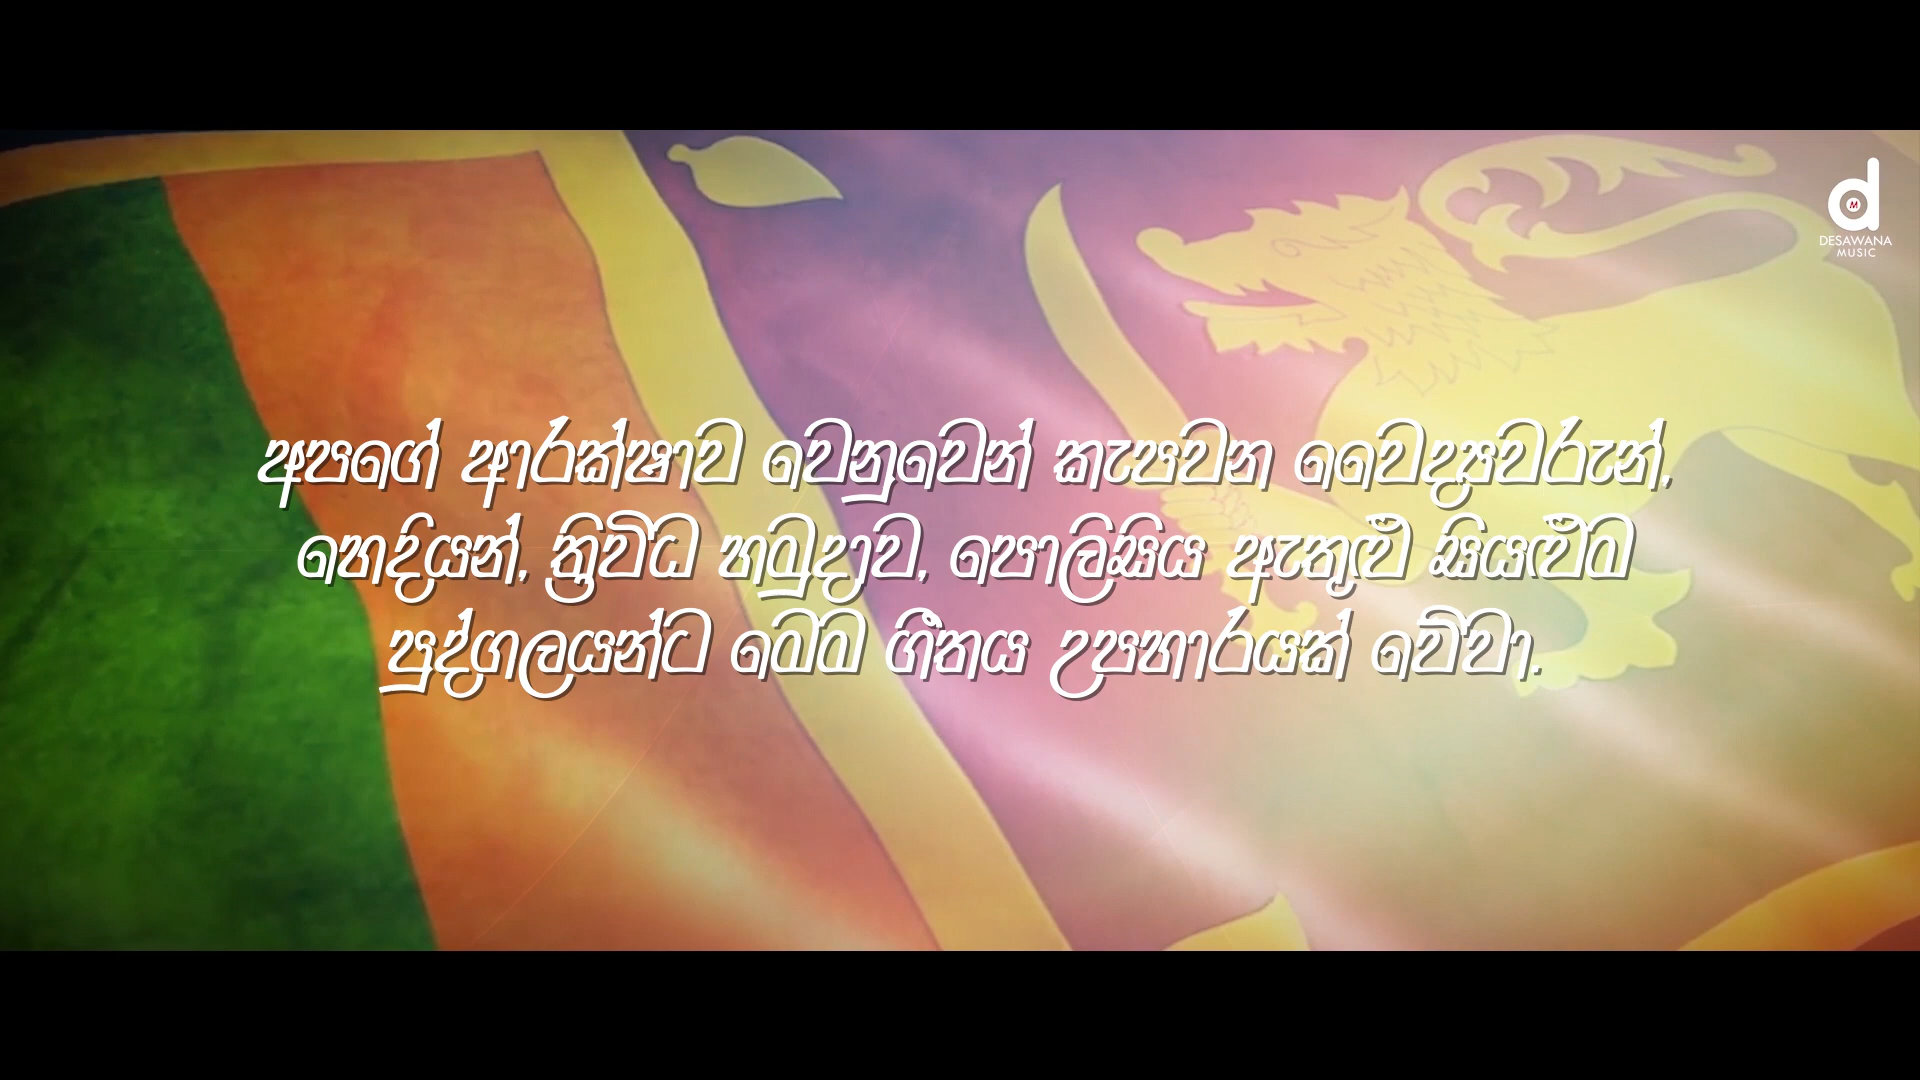 DESAWANA
MUSIC
අපගේ ආරක්ෂාව වෙනුවෙන් කැපවන වෛද්‍යවරුන්,
හෙදියන්, ත්‍රිවිධ හමුදාව, පොලිසිය ඇතුළු සියළුම
පුද්ගලයන්ට මෙම ගීතය උපහාරයක් වේවා.